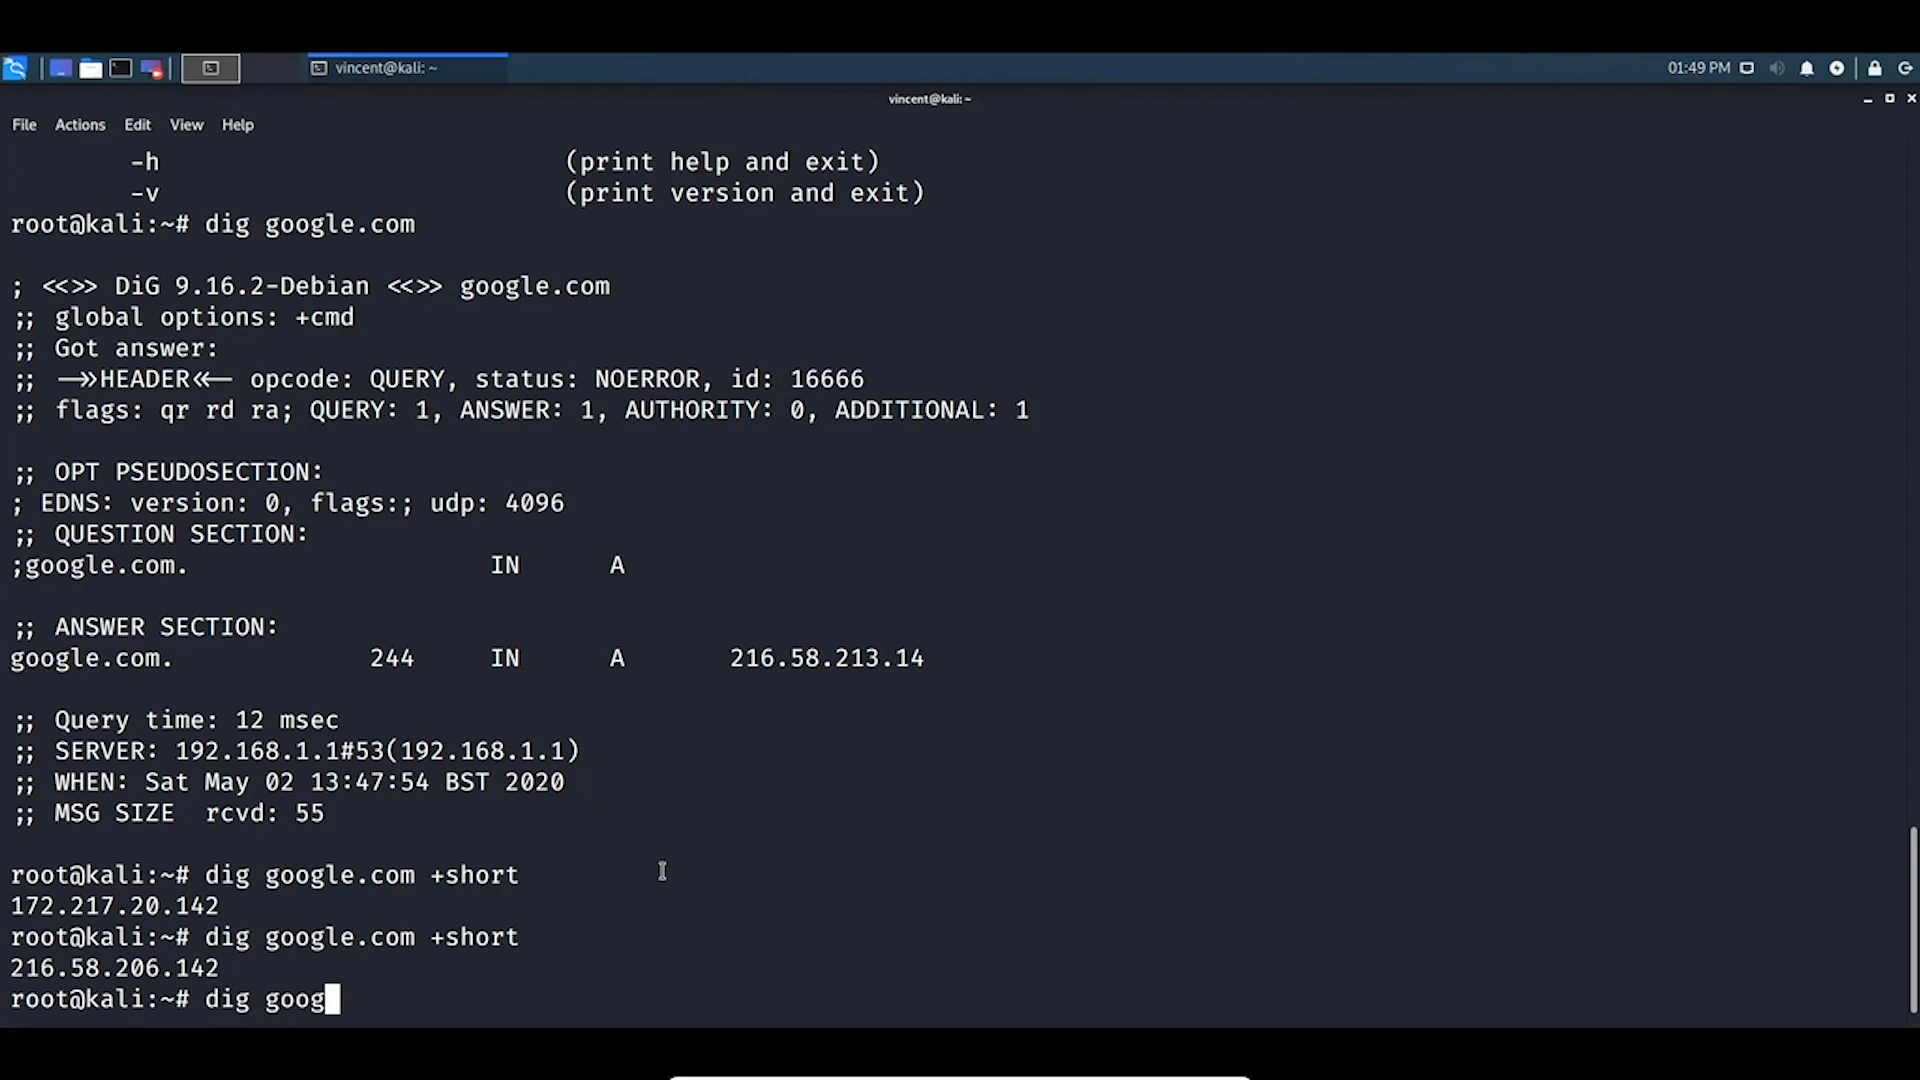 vincent@kali: ~
01:49 PM
vincent@kali: ~
File Actions Edit View Help
-h (print help and exit)
-v (print version and exit)
root@kali:~# dig google.com
; <<>> DiG 9.16.2-Debian <<>> google.com
;; global options: +cmd
;; Got answer:
;; ->>HEADER<<- opcode: QUERY, status: NOERROR, id: 16666
;; flags: qr rd ra; QUERY: 1, ANSWER: 1, AUTHORITY: 0, ADDITIONAL: 1
;; OPT PSEUDOSECTION:
; EDNS: version: 0, flags:; udp: 4096
;; QUESTION SECTION:
;google.com. IN A
;; ANSWER SECTION:
google.com. 244 IN A 216.58.213.14
;; Query time: 12 msec
;; SERVER: 192.168.1.1#53(192.168.1.1)
;; WHEN: Sat May 02 13:47:54 BST 2020
;; MSG SIZE rcvd: 55
root@kali:~# dig google.com +short
172.217.20.142
root@kali:~# dig google.com +short
216.58.206.142
root@kali:~# dig goog